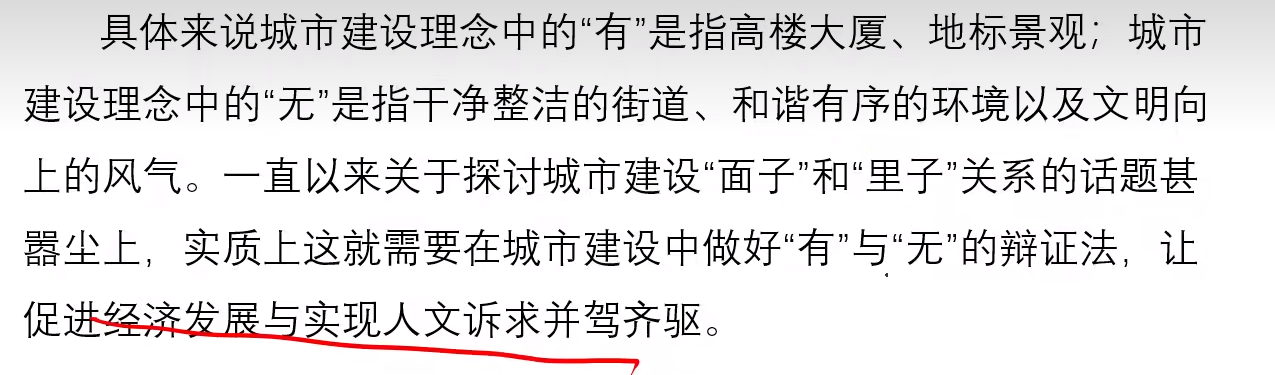 具体来说城市建设理念中的“有”是指高楼大厦、地标景观；城市
建设理念中的“无”是指干净整洁的街道、和谐有序的环境以及文明向
上的风气。一直以来关于探讨城市建设“面子”和“里子”关系的话题甚
嚣尘上，实质上这就需要在城市建设中做好“有”与“无”的辩证法，让
促进经济发展与实现人文诉求并驾齐驱。